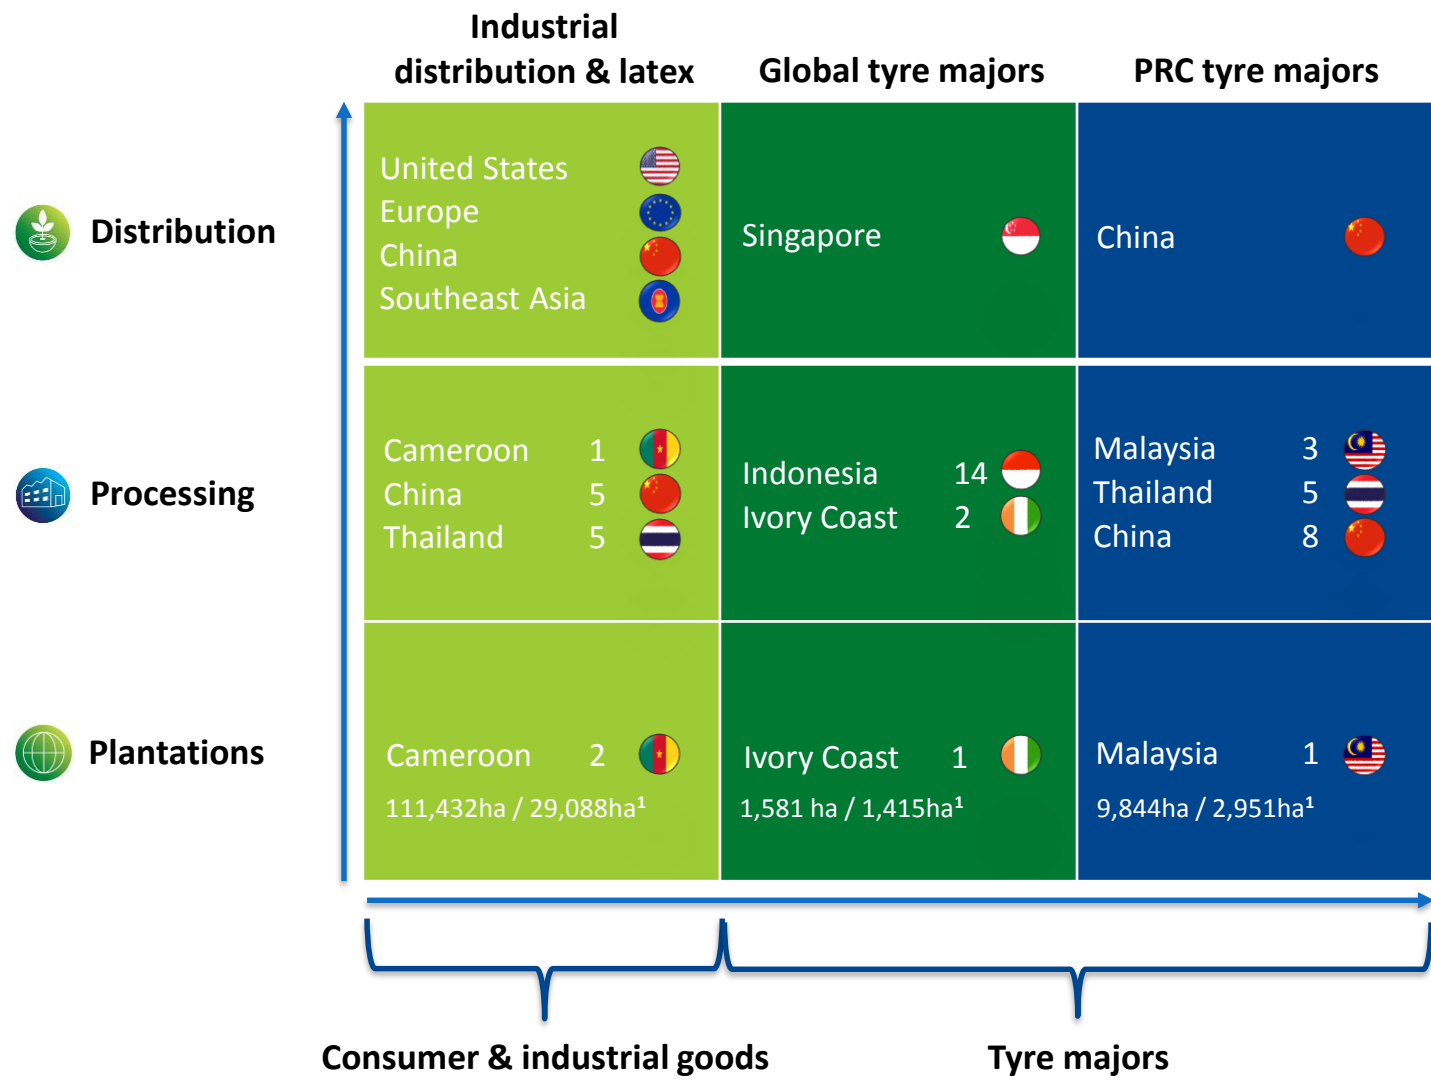 Industrial
distribution & latex
Global tyre majors
PRC tyre majors
Distribution
United States
Europe
China
Southeast Asia
Singapore
China
Processing
Cameroon 1
China 5
Thailand 5
Indonesia 14
Ivory Coast 2
Malaysia 3
Thailand 5
China 8
Plantations
Cameroon 2
111,432ha / 29,088ha¹
Ivory Coast 1
1,581 ha / 1,415ha¹
Malaysia 1
9,844ha / 2,951ha¹
Consumer & industrial goods
Tyre majors